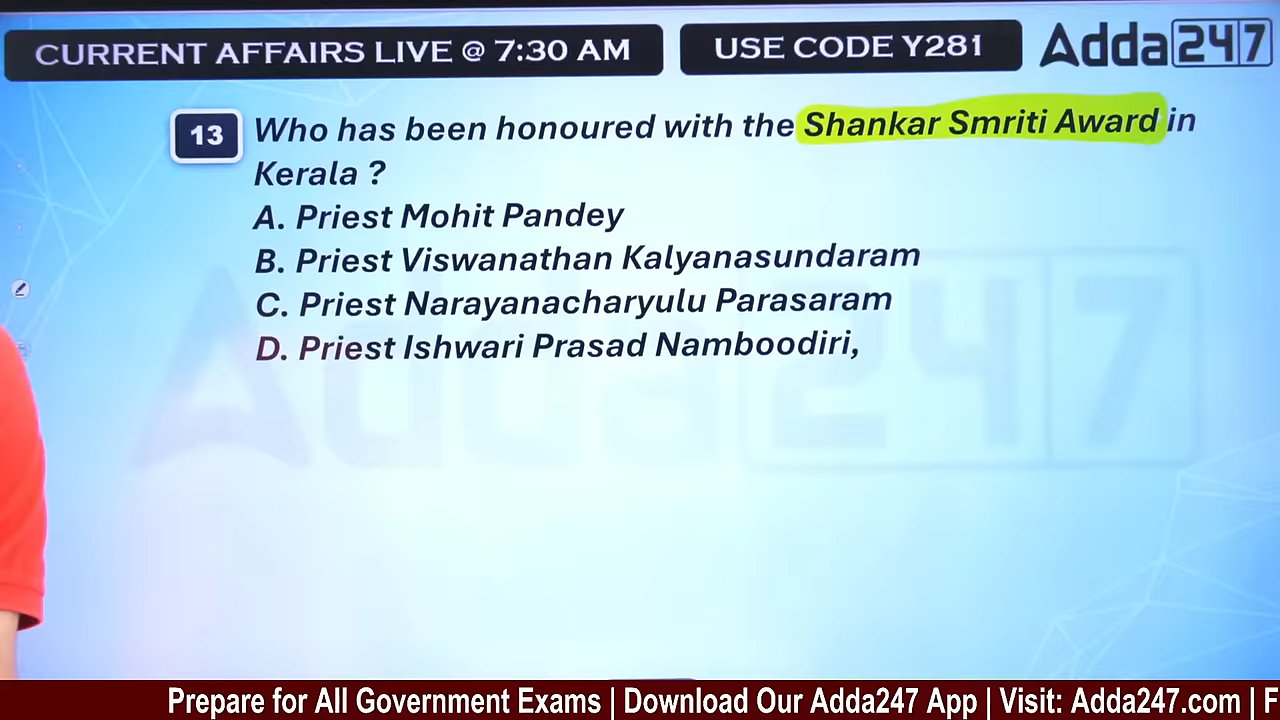 CURRENT AFFAIRS LIVE @ 7:30 AM
USE CODE Y281
Adda247
13
Who has been honoured with the Shankar Smriti Award in
Kerala ?
A. Priest Mohit Pandey
B. Priest Viswanathan Kalyanasundaram
C. Priest Narayanacharyulu Parasaram
D. Priest Ishwari Prasad Namboodiri,
Adda247
Prepare for All Government Exams | Download Our Adda247 App | Visit: Adda247.com | F